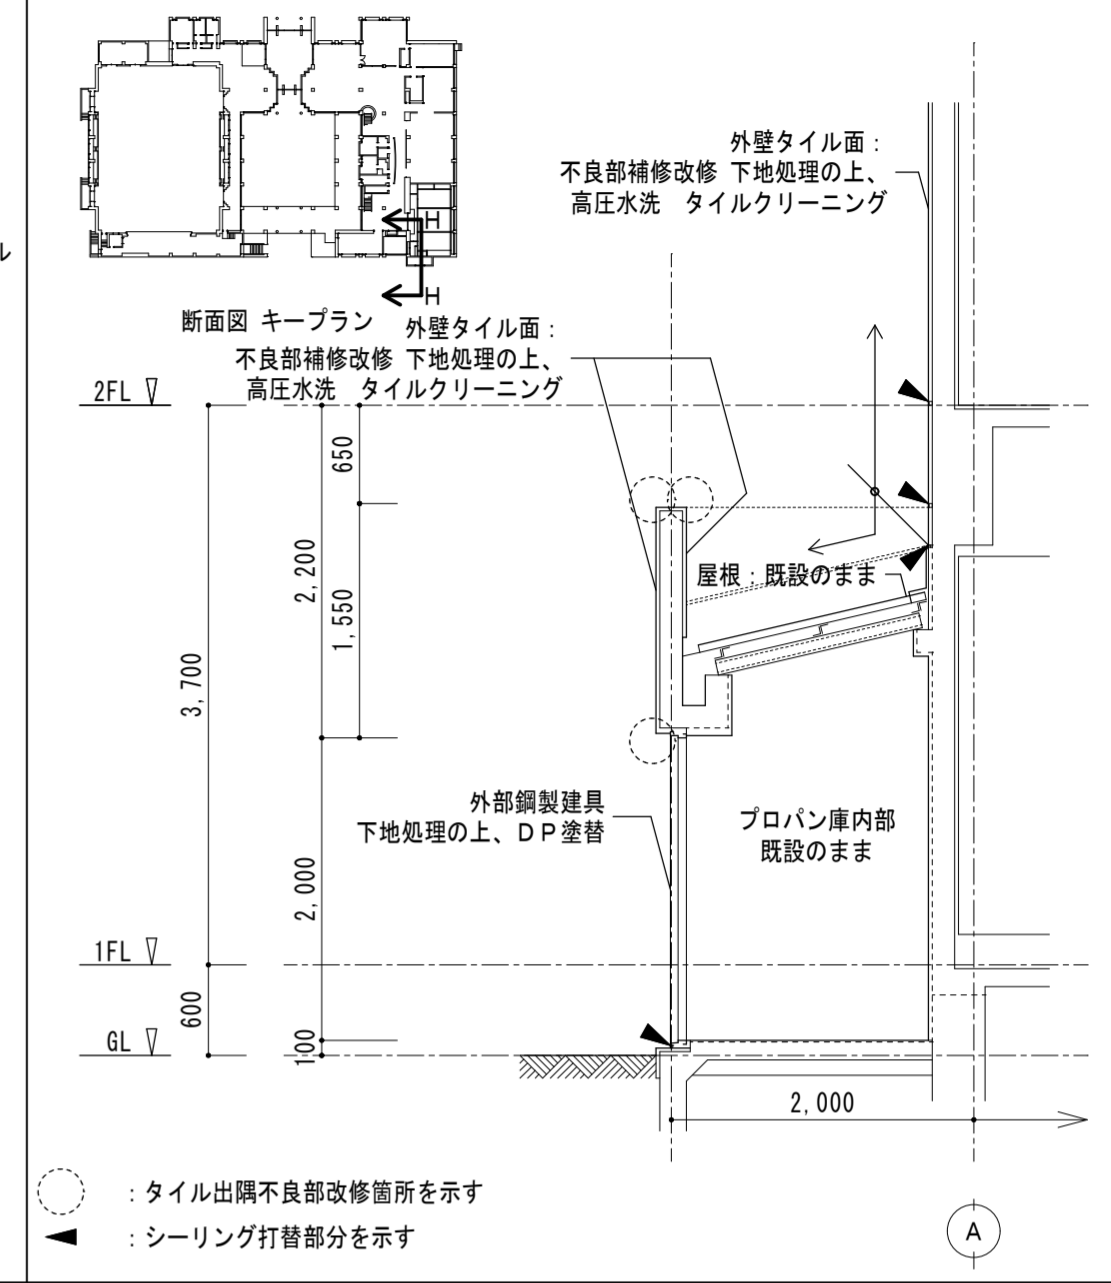 ル
H
H
断面図 キープラン
外壁タイル面：
不良部補修改修 下地処理の上、
高圧水洗　タイルクリーニング
外壁タイル面：
不良部補修改修 下地処理の上、
高圧水洗　タイルクリーニング
2FL
650
2,200
1,550
3,700
屋根：既設のまま
外部鋼製建具
下地処理の上、ＤＰ塗替
プロパン庫内部
既設のまま
2,000
1FL
600
GL
100
2,000
：タイル出隅不良部改修箇所を示す
：シーリング打替部分を示す
A